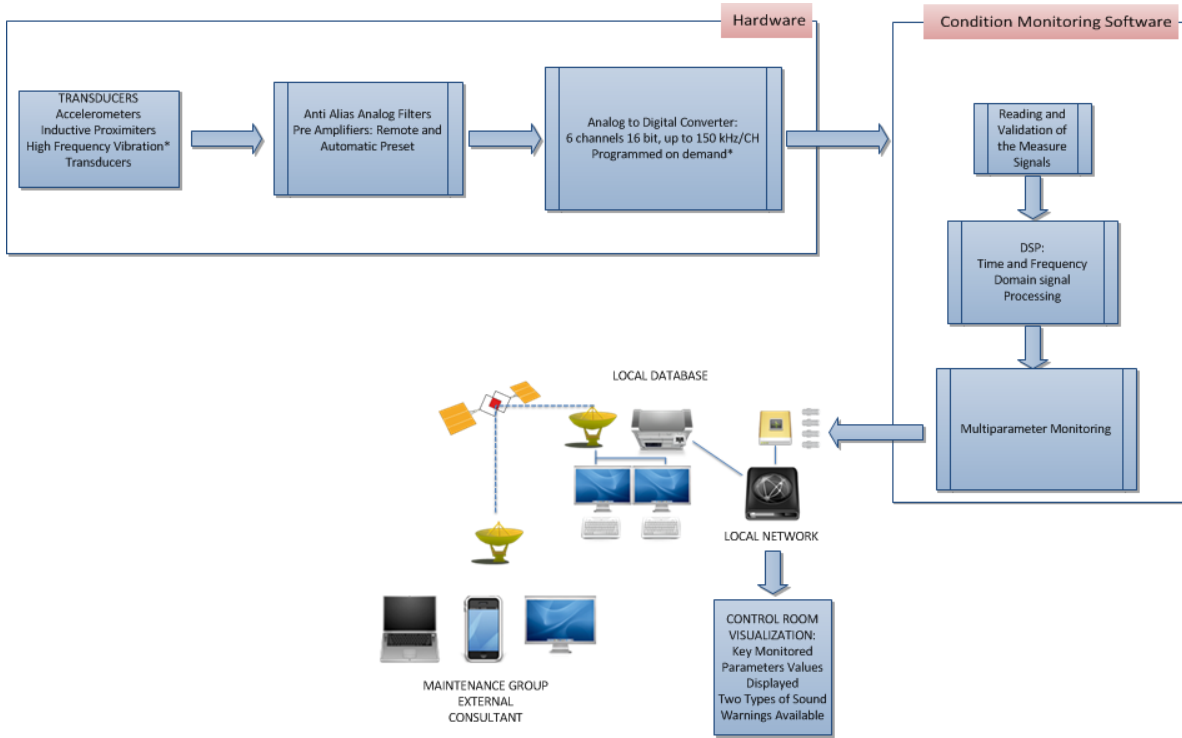 Hardware
Condition Monitoring Software
TRANSDUCERS
Accelerometers
Inductive Proximiters
High Frequency Vibration*
Transducers
Anti Alias Analog Filters
Pre Amplifiers: Remote and
Automatic Preset
Analog to Digital Converter:
6 channels 16 bit, up to 150 kHz/CH
Programmed on demand*
Reading and
Validation of
the Measure
Signals
DSP:
Time and Frequency
Domain signal
Processing
Multiparameter Monitoring
LOCAL DATABASE
LOCAL NETWORK
CONTROL ROOM
VISUALIZATION:
Key Monitored
Parameters Values
Displayed
Two Types of Sound
Warnings Available
MAINTENANCE GROUP
EXTERNAL
CONSULTANT